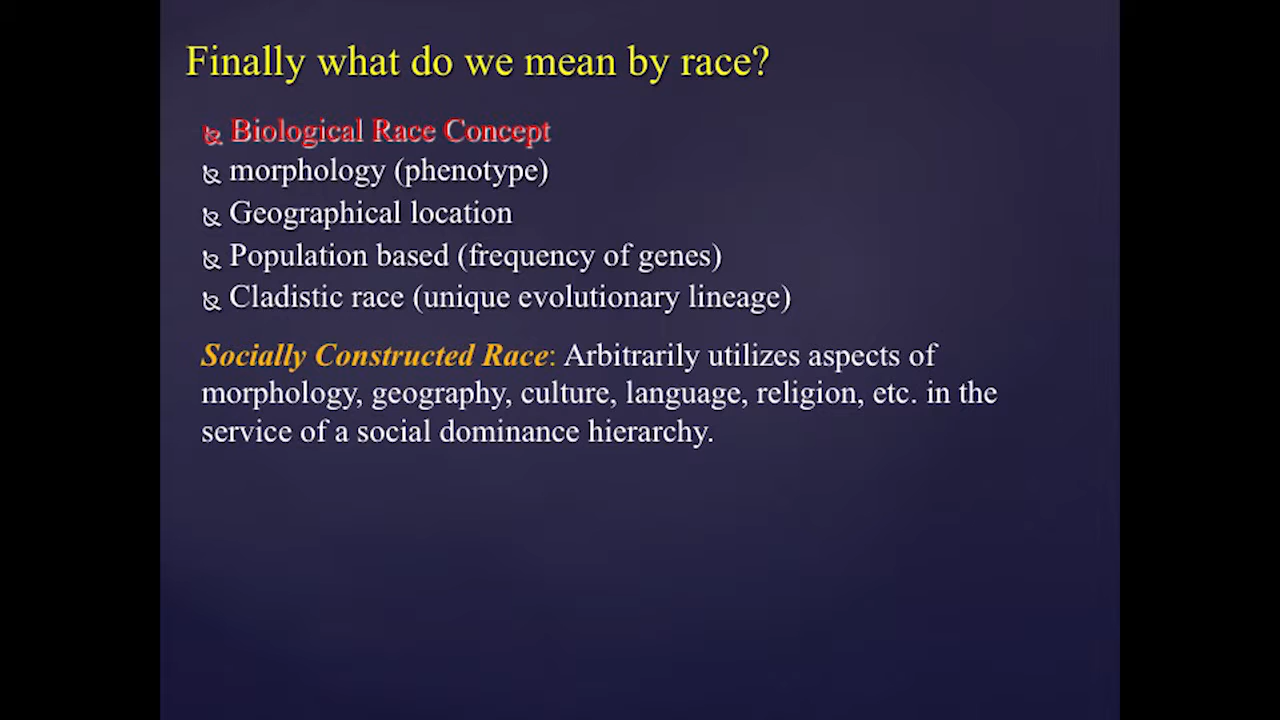 Finally what do we mean by race?
Biological Race Concept
morphology (phenotype)
Geographical location
Population based (frequency of genes)
Cladistic race (unique evolutionary lineage)
Socially Constructed Race: Arbitrarily utilizes aspects of
morphology, geography, culture, language, religion, etc. in the
service of a social dominance hierarchy.